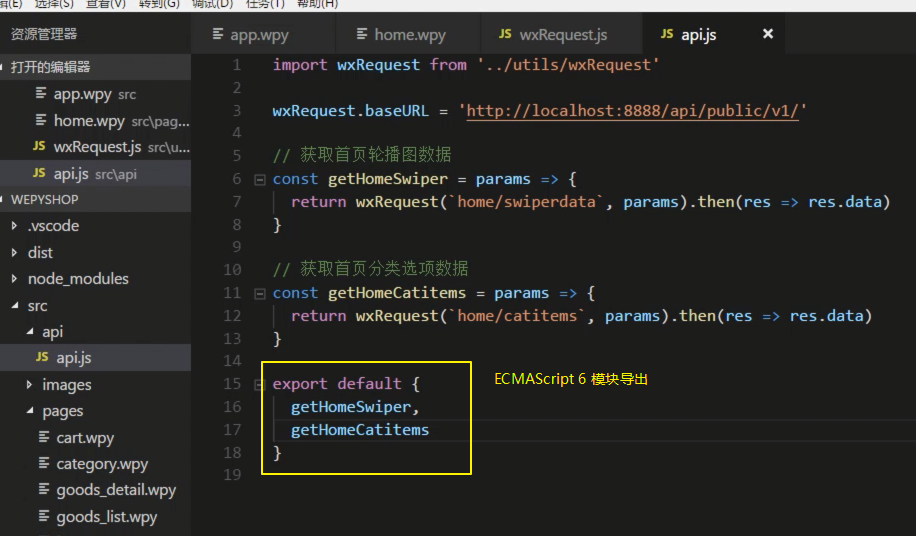 辑(E) 选择(S) 查看(V) 转到(G) 调试(D) 任务(T) 帮助(H)
资源管理器
打开的编辑器
app.wpy src
home.wpy src\pag...
JS wxRequest.js src\u...
JS api.js src\api
WEPYSHOP
.vscode
dist
node_modules
src
api
JS api.js
images
pages
cart.wpy
category.wpy
goods_detail.wpy
goods_list.wpy
app.wpy home.wpy JS wxRequest.js JS api.js
1 import wxRequest from '../utils/wxRequest'
2
3 wxRequest.baseURL = 'http://localhost:8888/api/public/v1/'
4
5 // 获取首页轮播图数据
6 const getHomeSwiper = params => {
7 return wxRequest(`home/swiperdata`, params).then(res => res.data)
8 }
9
10 // 获取首页分类选项数据
11 const getHomeCatitems = params => {
12 return wxRequest(`home/catitems`, params).then(res => res.data)
13 }
14
15 export default {
16 getHomeSwiper,
17 getHomeCatitems
18 }
19
ECMAScript 6 模块导出